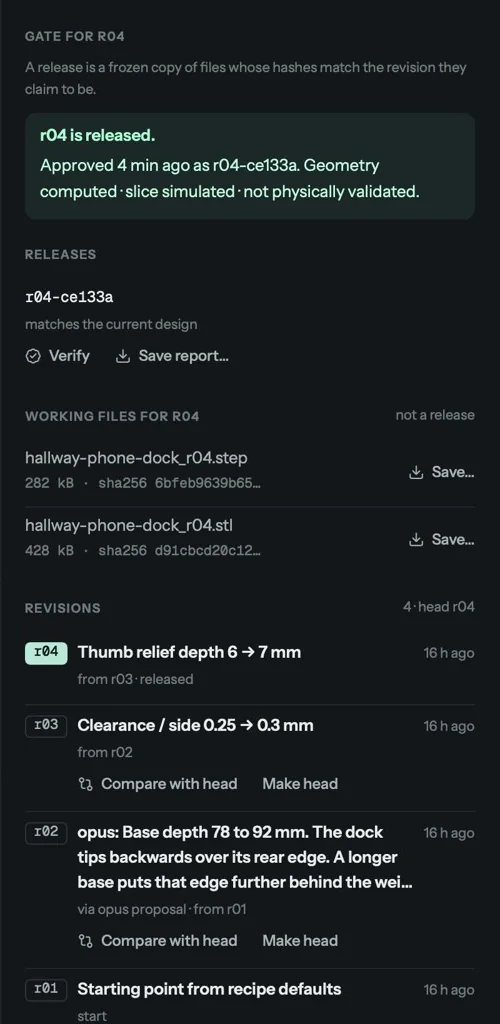 GATE FOR R04
A release is a frozen copy of files whose hashes match the revision they
claim to be.
r04 is released.
Approved 4 min ago as r04-ce133a. Geometry
computed · slice simulated · not physically validated.
RELEASES
r04-ce133a
matches the current design
Verify Save report…
WORKING FILES FOR R04 not a release
hallway-phone-dock_r04.step
282 kB · sha256 6bfeb9639b65… Save…
hallway-phone-dock_r04.stl
428 kB · sha256 d91cbcd20c12… Save…
REVISIONS 4 · head r04
r04 Thumb relief depth 6 → 7 mm 16 h ago
from r03 · released
r03 Clearance / side 0.25 → 0.3 mm 16 h ago
from r02
Compare with head Make head
r02 opus: Base depth 78 to 92 mm. The dock 16 h ago
tips backwards over its rear edge. A longer
base puts that edge further behind the wei…
via opus proposal · from r01
Compare with head Make head
r01 Starting point from recipe defaults 16 h ago
start